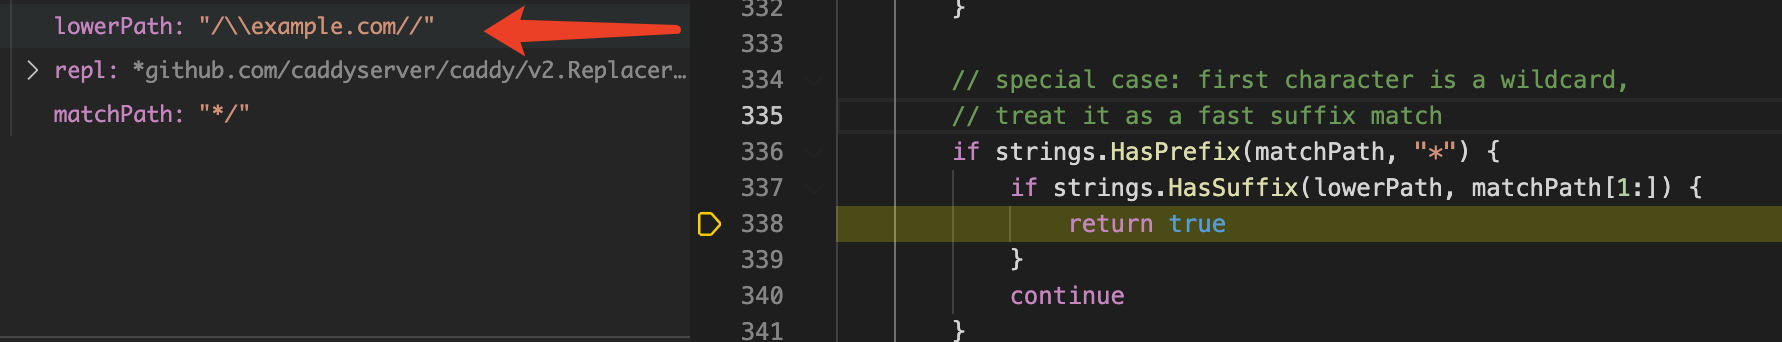 lowerPath: "/\\example.com//"
repl: *github.com/caddyserver/caddy/v2.Replacer…
matchPath: "*/"
332 }
333
334 // special case: first character is a wildcard,
335 // treat it as a fast suffix match
336 if strings.HasPrefix(matchPath, "*") {
337 if strings.HasSuffix(lowerPath, matchPath[1:]) {
338 return true
339 }
340 continue
341 }